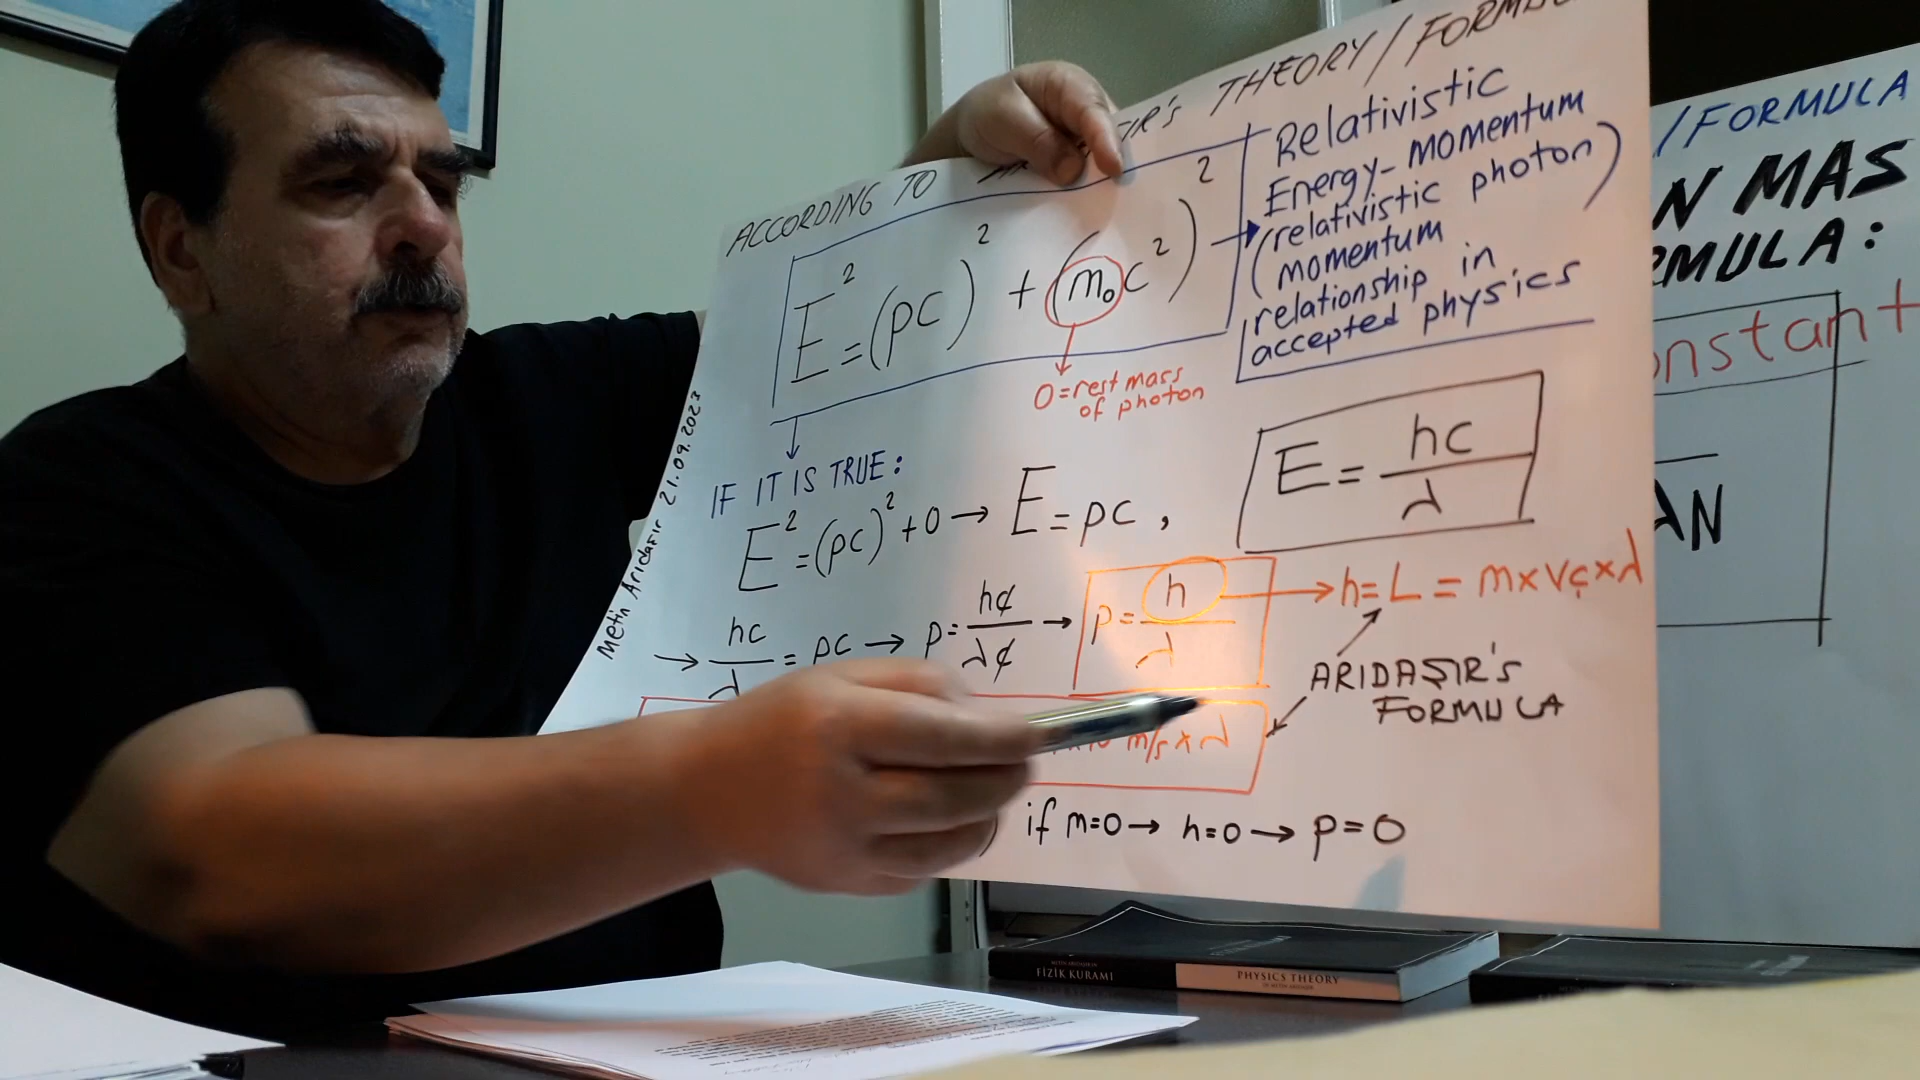 ACCORDING TO IR's THEORY/
E² = (pc)² + (m₀c²)²
Relativistic
Energy-momentum
(relativistic photon)
(momentum
relationship in
accepted physics
0=rest mass
of photon
IF IT IS TRUE:
E² = (pc)² + 0 → E = pc ,
E = hc/λ
→ hc/λ = pc → p = hc/λc → p = h/λ → h = L = m x vç x λ
ARIDAŞIR'S
FORMULA
m/s x λ
) if m=0 → h=0 → p=0
Metin Aridaşır 21.09.2023
/FORMULA
N MAS
MULA:
onstant
AN
FİZİK KURAMI
PHYSICS THEORY